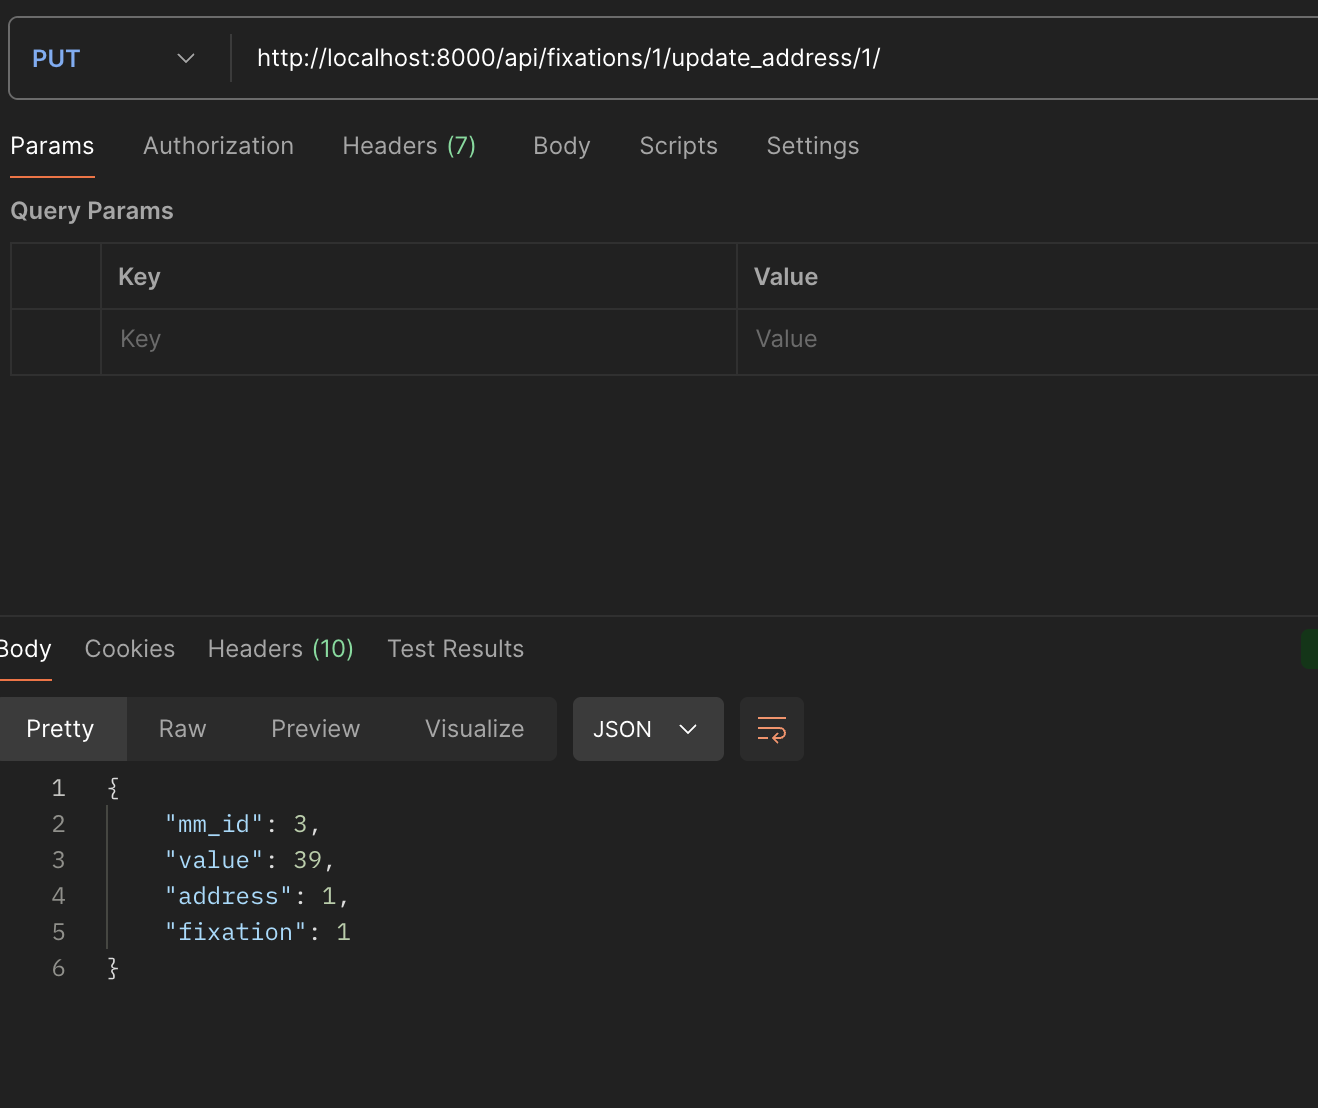 PUT http://localhost:8000/api/fixations/1/update_address/1/
Params Authorization Headers (7) Body Scripts Settings
Query Params
Key Value
Key Value
Body Cookies Headers (10) Test Results
Pretty Raw Preview Visualize JSON
1 {
2 "mm_id": 3,
3 "value": 39,
4 "address": 1,
5 "fixation": 1
6 }